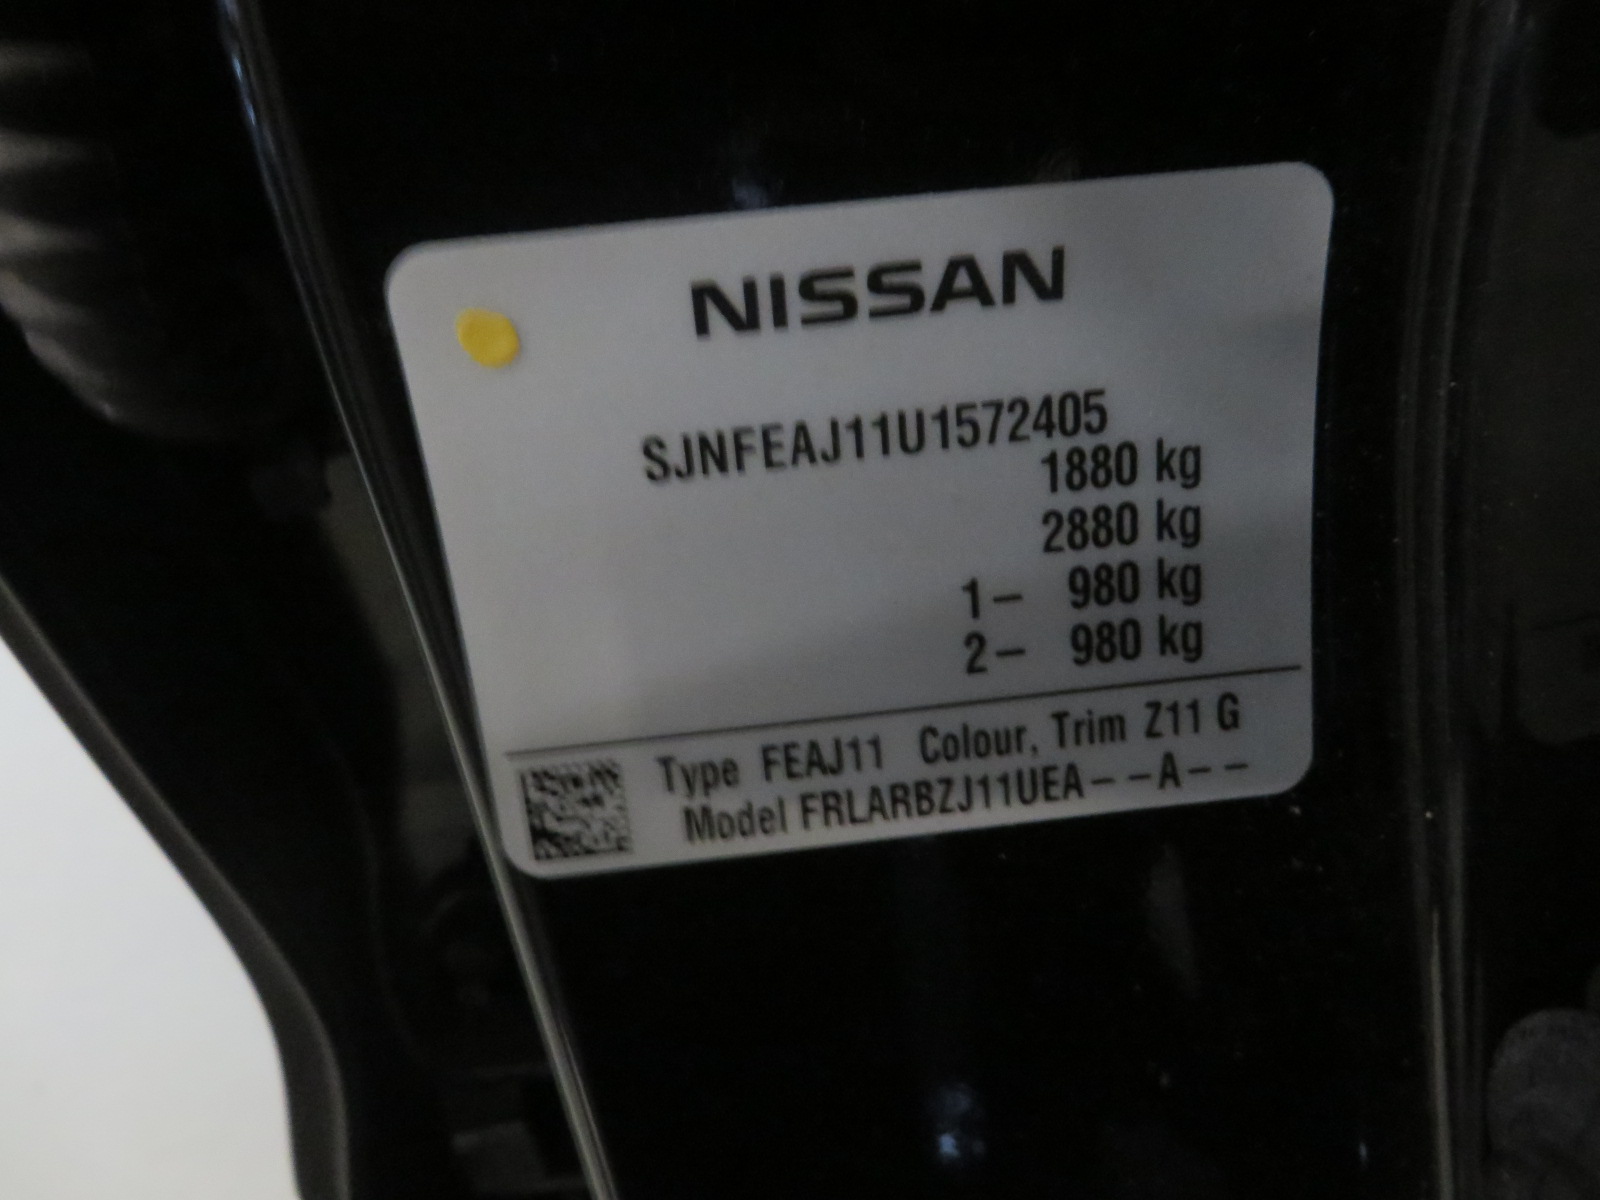 NISSAN
SJNFEAJ11U1572405
1880 kg
2880 kg
1- 980 kg
2- 980 kg
Type FEAJ11 Colour, Trim Z11 G
Model FRLARBZJ11UEA--A--